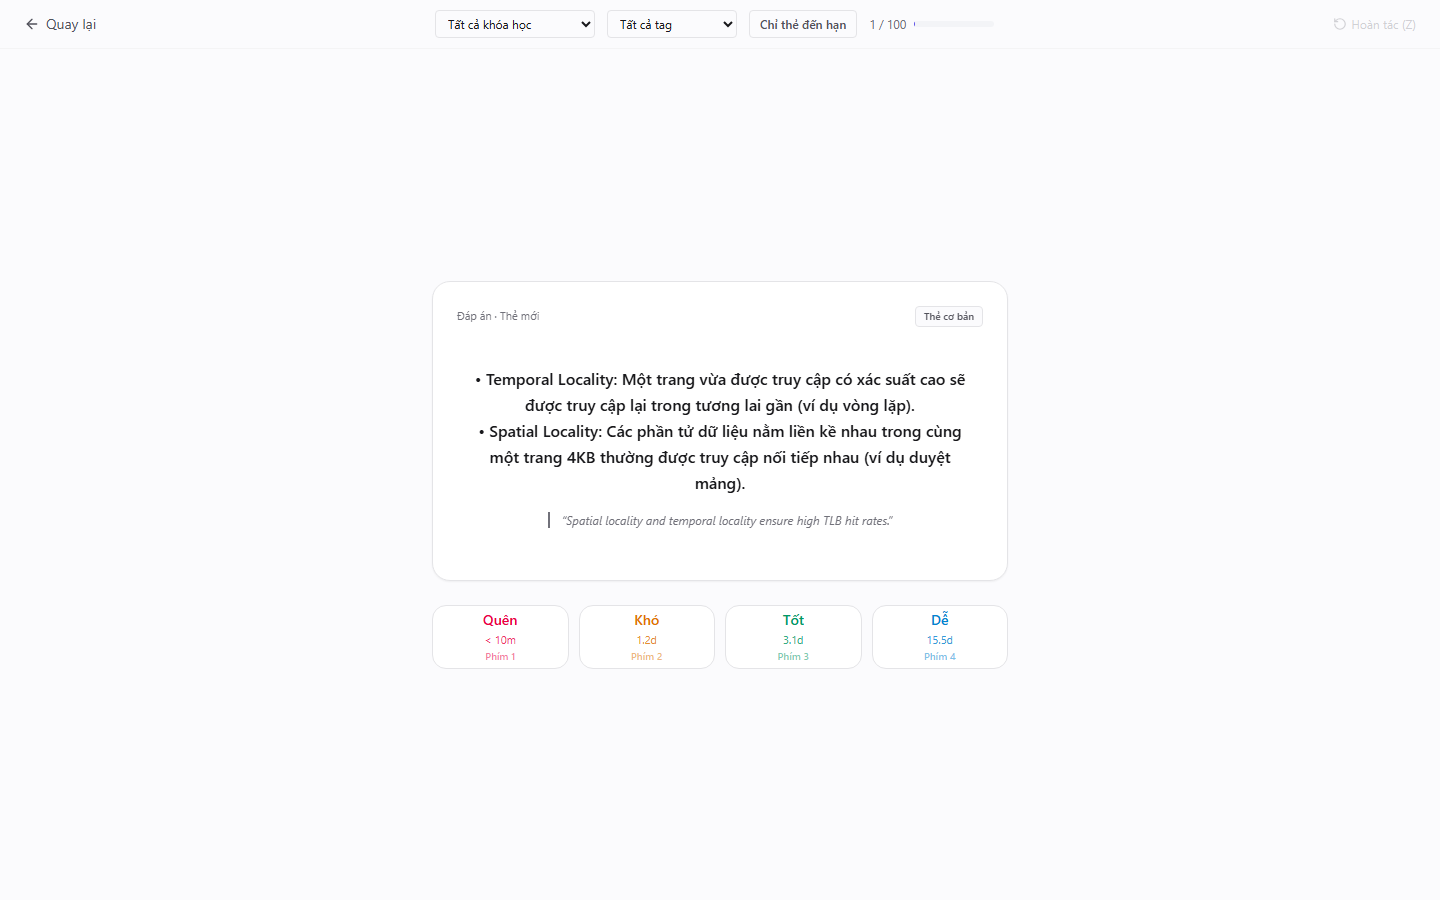 Quay lại
Tất cả khóa học
Tất cả tag
Chỉ thẻ đến hạn
1 / 100
Hoàn tác (Z)
Đáp án · Thẻ mới
Thẻ cơ bản
• Temporal Locality: Một trang vừa được truy cập có xác suất cao sẽ
được truy cập lại trong tương lai gần (ví dụ vòng lặp).
• Spatial Locality: Các phần tử dữ liệu nằm liền kề nhau trong cùng
một trang 4KB thường được truy cập nối tiếp nhau (ví dụ duyệt
mảng).
“Spatial locality and temporal locality ensure high TLB hit rates.”
Quên
< 10m
Phím 1
Khó
1.2d
Phím 2
Tốt
3.1d
Phím 3
Dễ
15.5d
Phím 4